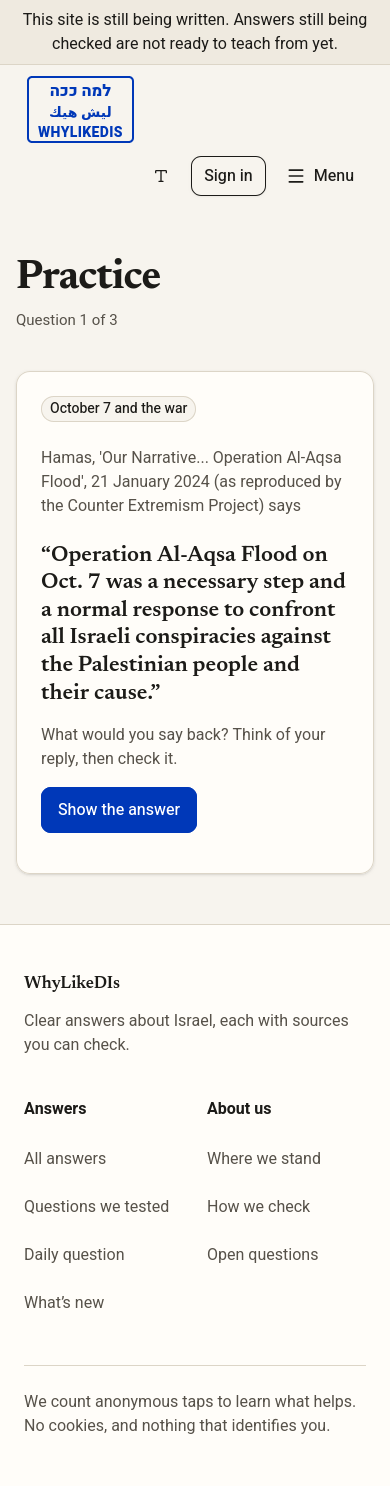 This site is still being written. Answers still being
checked are not ready to teach from yet.
למה ככה
ليش هيك
WHYLIKEDIS
T
Sign in
Menu
Practice
Question 1 of 3
October 7 and the war
Hamas, 'Our Narrative... Operation Al-Aqsa
Flood', 21 January 2024 (as reproduced by
the Counter Extremism Project) says
“Operation Al-Aqsa Flood on
Oct. 7 was a necessary step and
a normal response to confront
all Israeli conspiracies against
the Palestinian people and
their cause.”
What would you say back? Think of your
reply, then check it.
Show the answer
WhyLikeDIs
Clear answers about Israel, each with sources
you can check.
Answers
All answers
Questions we tested
Daily question
What’s new
About us
Where we stand
How we check
Open questions
We count anonymous taps to learn what helps.
No cookies, and nothing that identifies you.